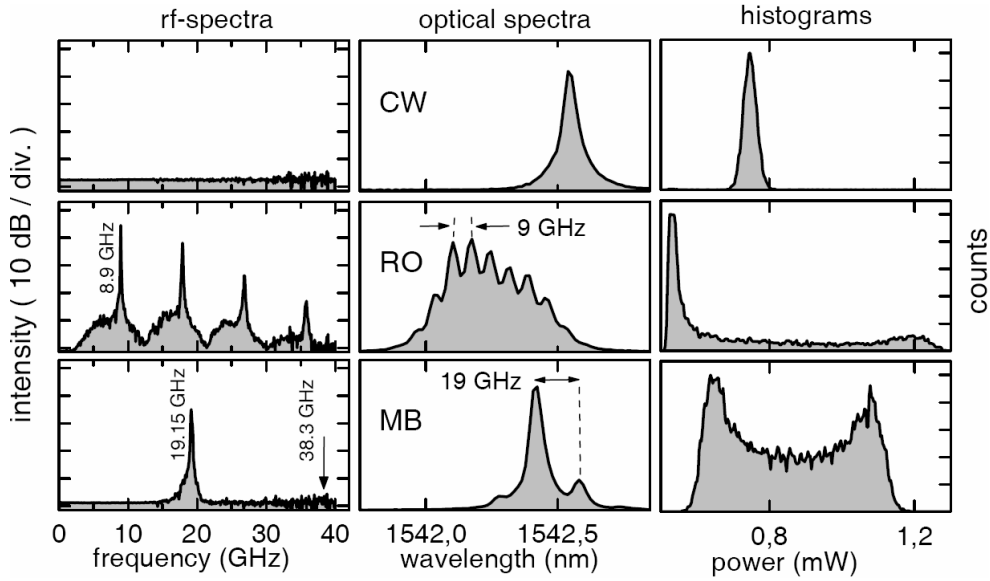 rf-spectra optical spectra histograms
intensity ( 10 dB / div. )
CW
8.9 GHz
RO
9 GHz
counts
19.15 GHz
38.3 GHz
MB
19 GHz
0 10 20 30 40 1542,0 1542,5 0,8 1,2
frequency (GHz) wavelength (nm) power (mW)